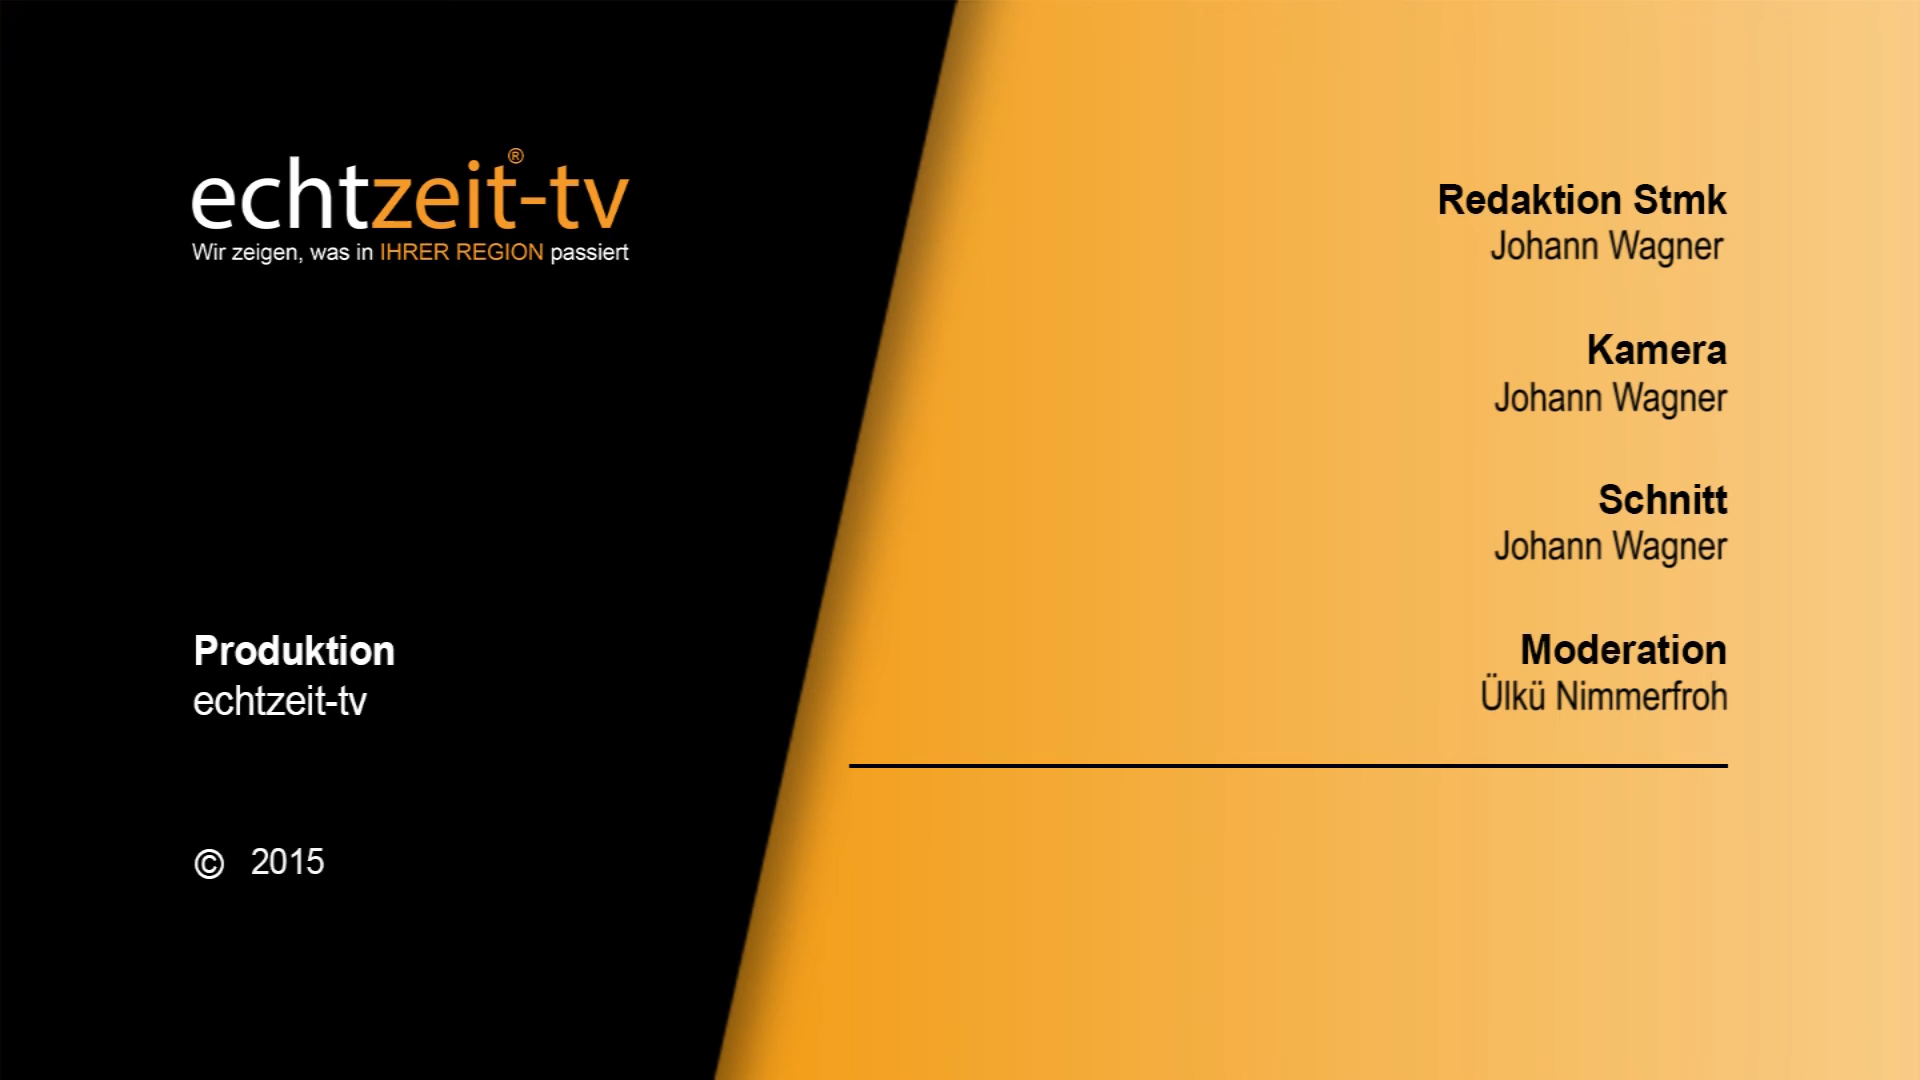 echtzeit-tv®
Wir zeigen, was in IHRER REGION passiert
Produktion
echtzeit-tv
© 2015
Redaktion Stmk
Johann Wagner
Kamera
Johann Wagner
Schnitt
Johann Wagner
Moderation
Ülkü Nimmerfroh